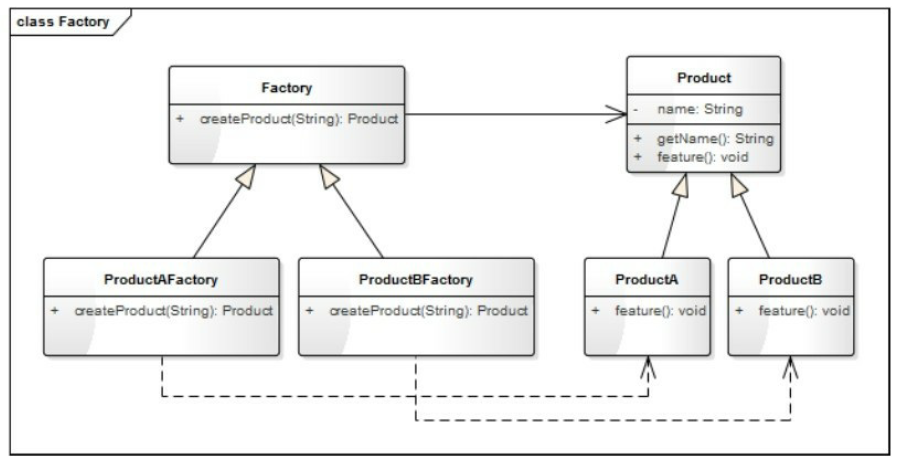 class Factory
Factory
+ createProduct(String): Product
Product
- name: String
+ getName(): String
+ feature(): void
ProductAFactory
+ createProduct(String): Product
ProductBFactory
+ createProduct(String): Product
ProductA
+ feature(): void
ProductB
+ feature(): void